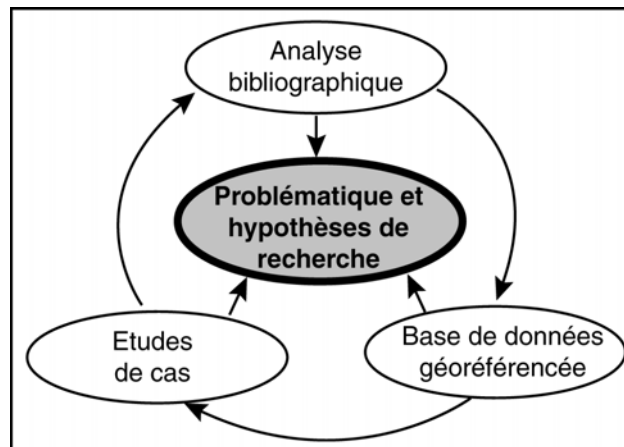 Analyse
bibliographique
Problématique et
hypothèses de
recherche
Etudes
de cas
Base de données
géoréférencée